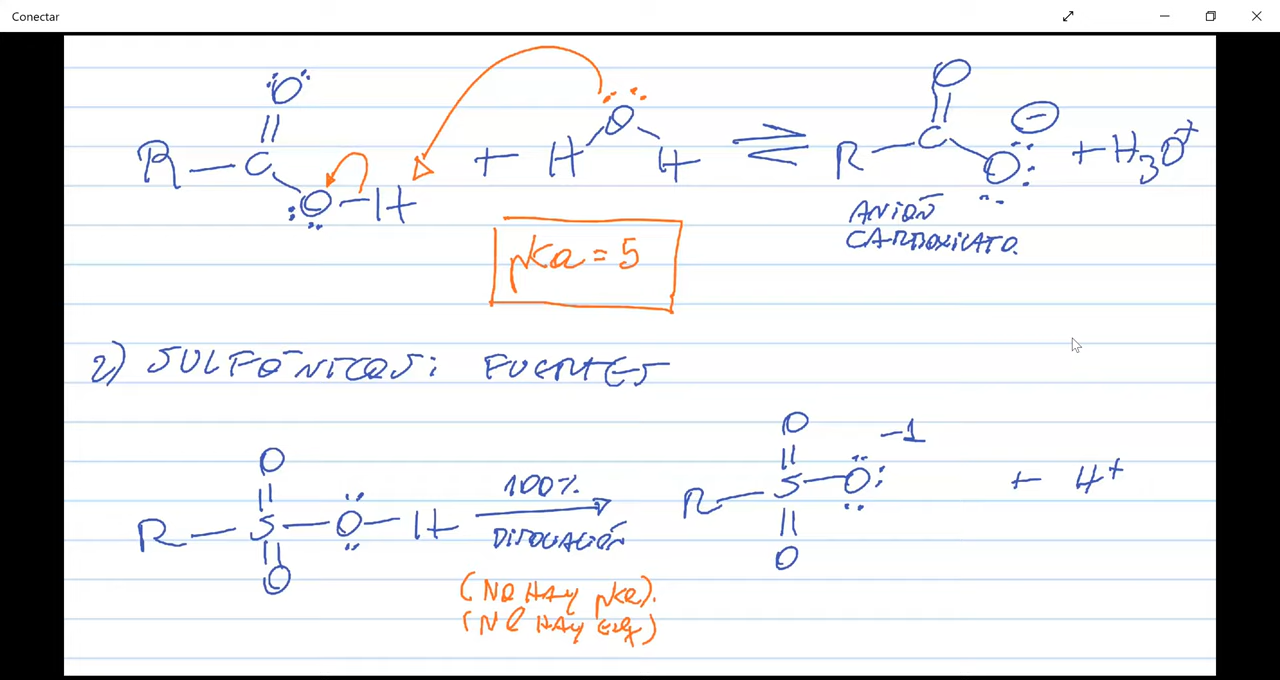 Conectar
R-C(=O)-O-H + H-O-H ⇌ R-C(=O)-O ⊖ + H3O+
ANIÓN
CARBOXILATO.
pKa = 5
2) SULFÓNICOS: FUERTES
R-S(=O)(=O)-O-H 100% R-S(=O)(=O)-O: -1 + H+
DISOCIACIÓN
(NO HAY pKa).
(NO HAY eq)